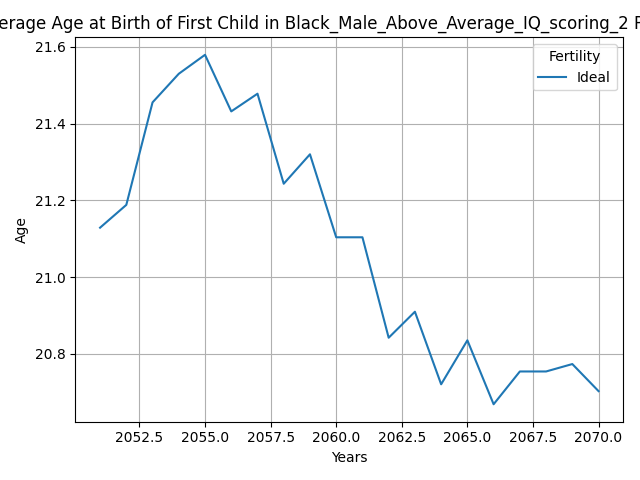 erage Age at Birth of First Child in Black_Male_Above_Average_IQ_scoring_2
Fertility
Ideal
21.6
21.4
21.2
21.0
20.8
Age
2052.5 2055.0 2057.5 2060.0 2062.5 2065.0 2067.5 2070.0
Years